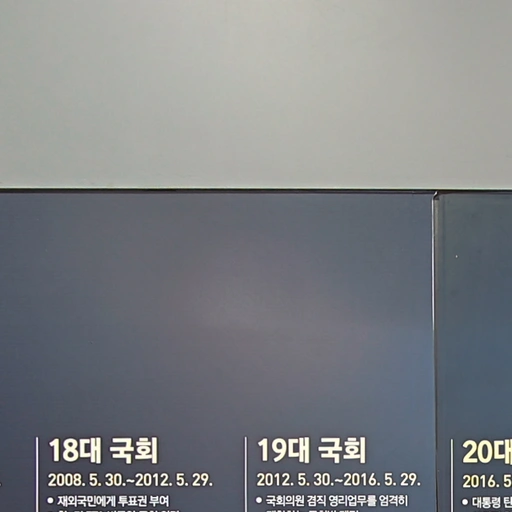 18대 국회
2008. 5. 30.~2012. 5. 29.
• 재외국민에게 투표권 부여
19대 국회
2012. 5. 30.~2016. 5. 29.
• 국회의원 겸직 영리업무를 엄격히
20대
2016. 5
• 대통령 탄